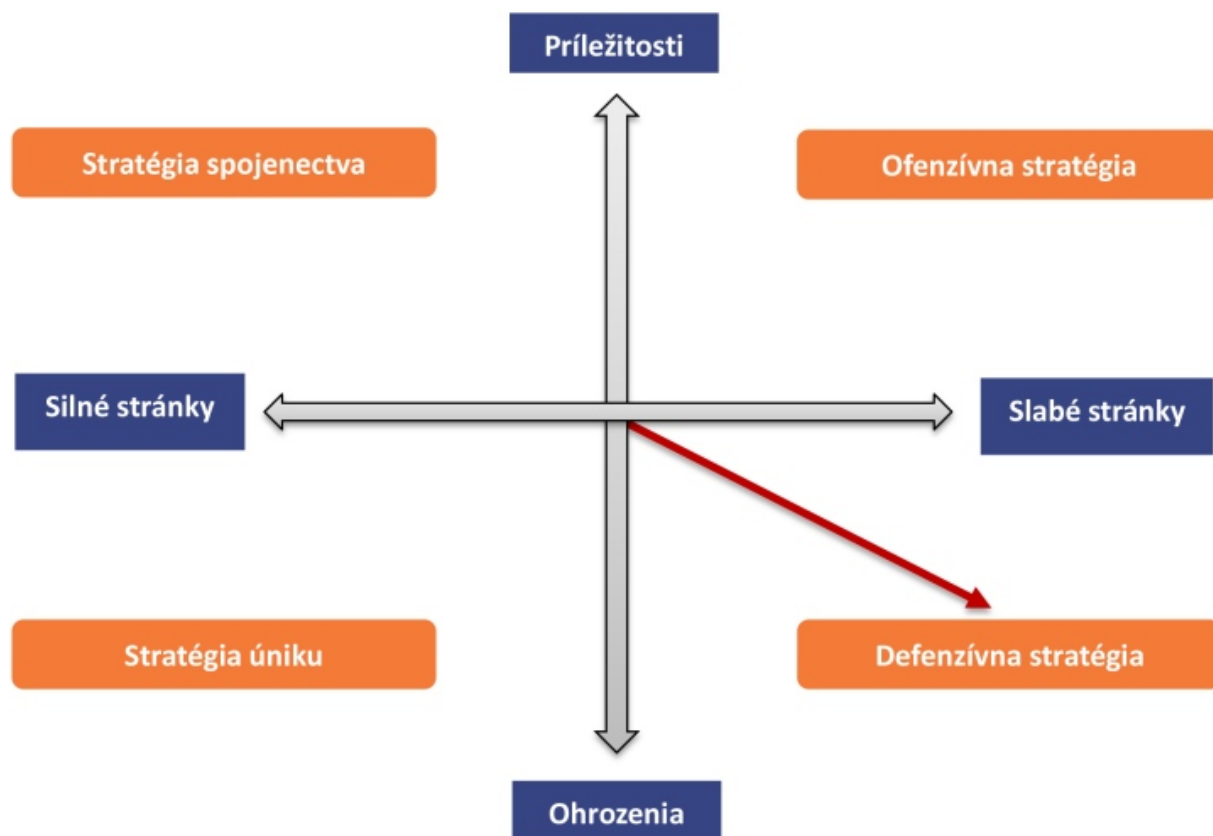 Príležitosti
Stratégia spojenectva
Ofenzívna stratégia
Silné stránky
Slabé stránky
Stratégia úniku
Defenzívna stratégia
Ohrozenia